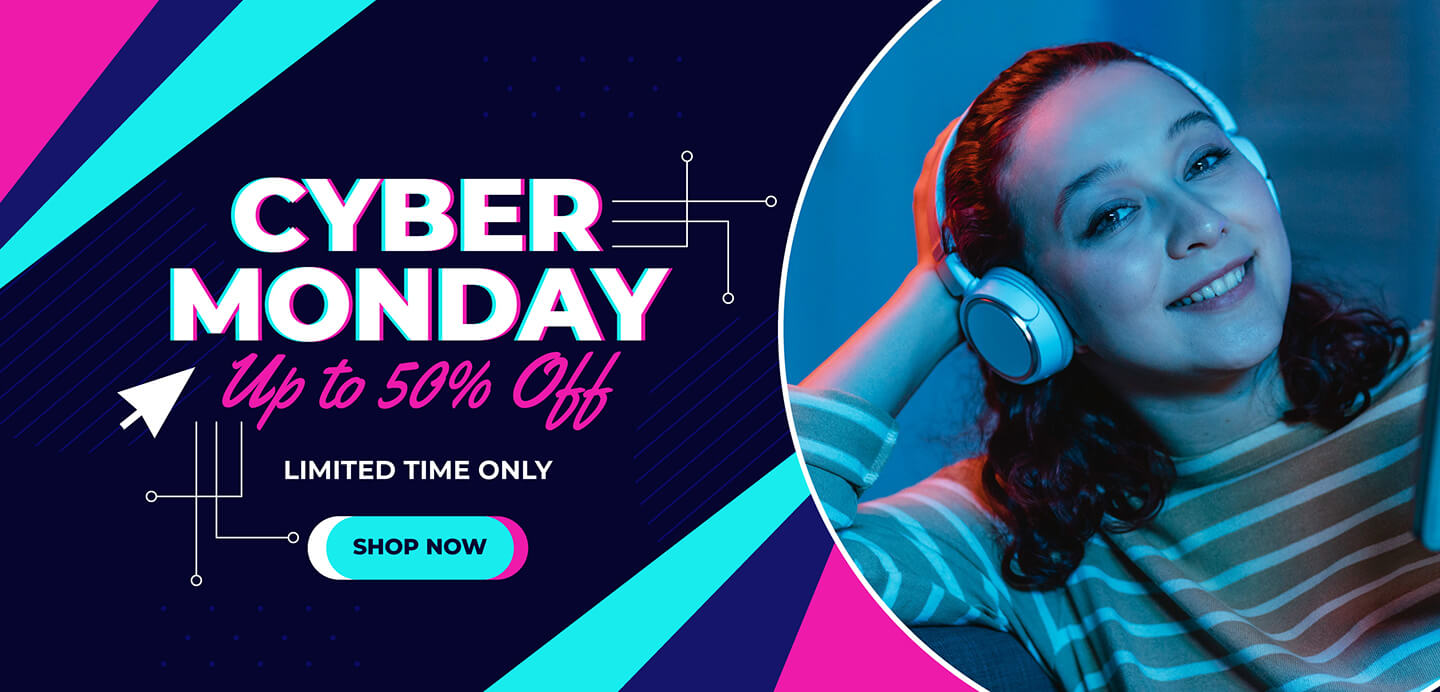 CYBER
MONDAY
Up to 50% Off
LIMITED TIME ONLY
SHOP NOW